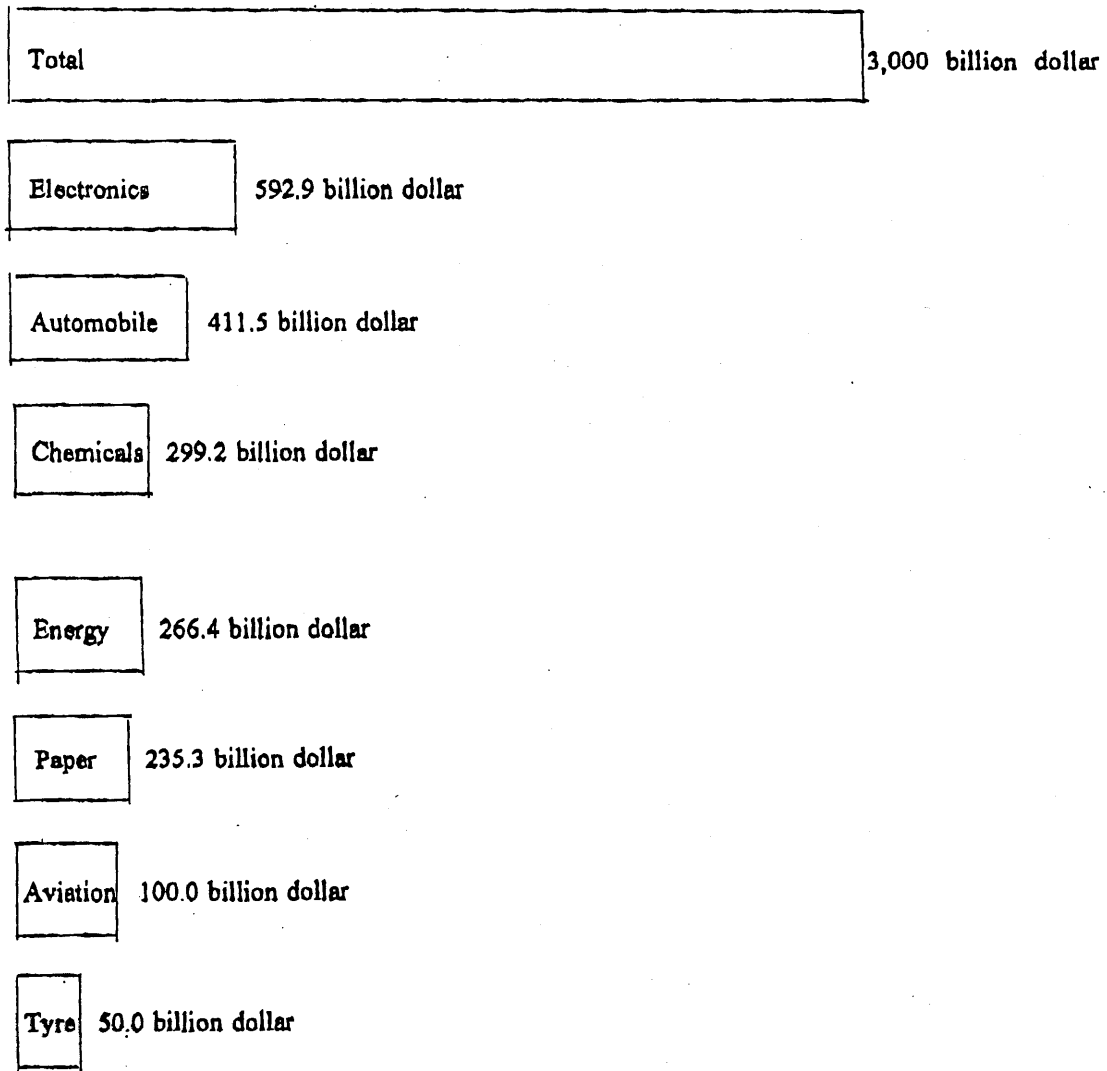 Total 3,000 billion dollar
Electronics 592.9 billion dollar
Automobile 411.5 billion dollar
Chemicals 299.2 billion dollar
Energy 266.4 billion dollar
Paper 235.3 billion dollar
Aviation 100.0 billion dollar
Tyre 50.0 billion dollar